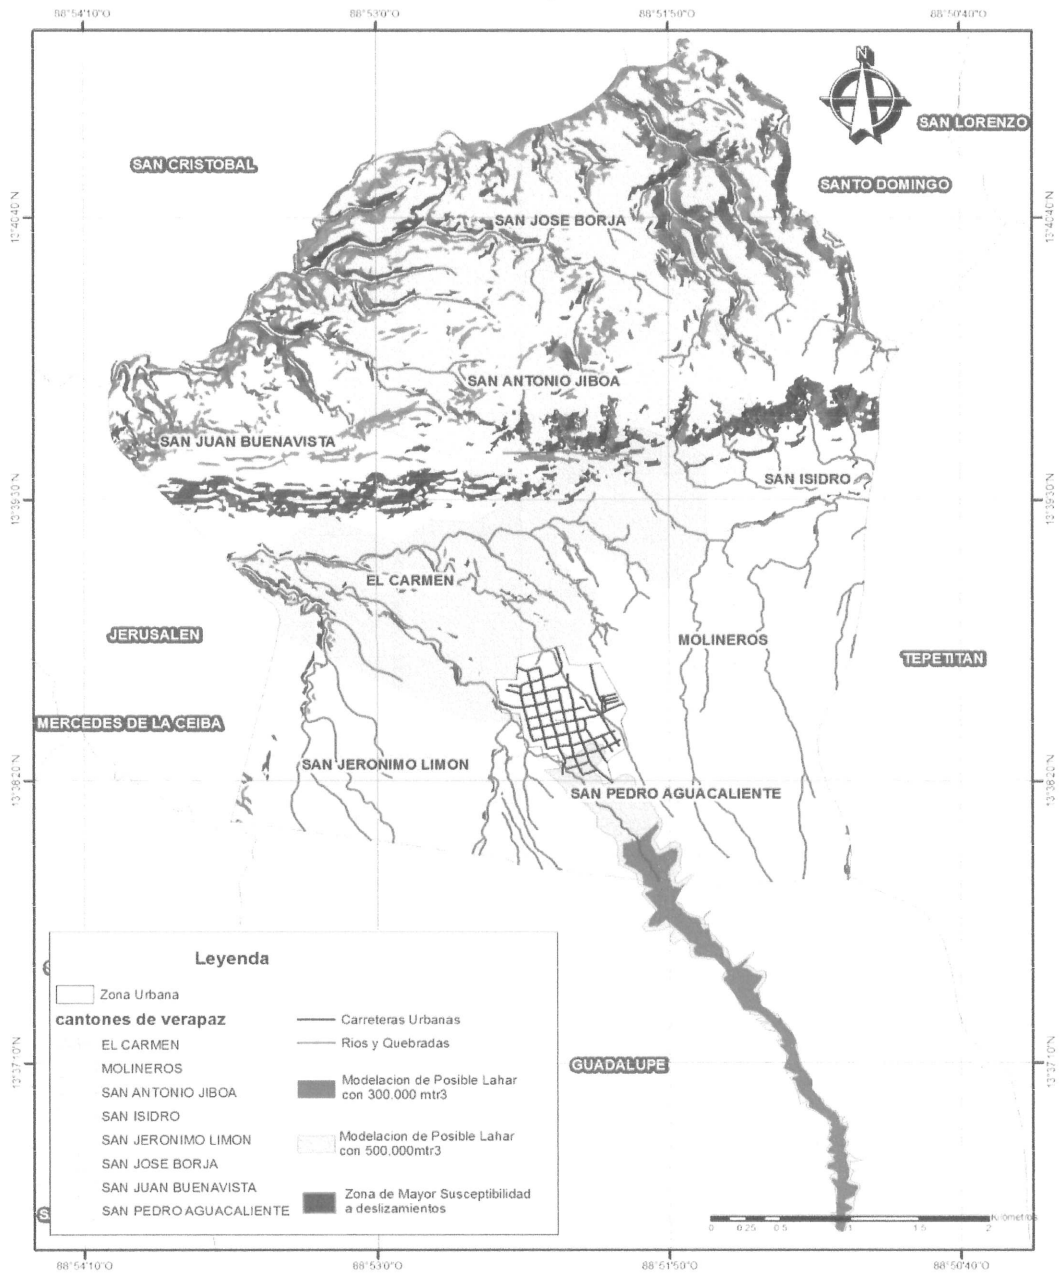 88°54'10"O
88°53'0"O
88°51'50"O
88°50'40"O
N
SAN LORENZO
SAN CRISTOBAL
SANTO DOMINGO
13°40'40"N
13°40'40"N
SAN JOSE BORJA
SAN ANTONIO JIBOA
SAN JUAN BUENAVISTA
SAN ISIDRO
13°39'30"N
13°39'30"N
EL CARMEN
JERUSALEN
MOLINEROS
TEPETITAN
MERCEDES DE LA CEIBA
SAN JERONIMO LIMON
13°38'20"N
13°38'20"N
SAN PEDRO AGUACALIENTE
Leyenda
Zona Urbana
cantones de verapaz
EL CARMEN
MOLINEROS
SAN ANTONIO JIBOA
SAN ISIDRO
SAN JERONIMO LIMON
SAN JOSE BORJA
SAN JUAN BUENAVISTA
SAN PEDRO AGUACALIENTE
Carreteras Urbanas
Rios y Quebradas
Modelacion de Posible Lahar
con 300.000 mtr3
Modelacion de Posible Lahar
con 500.000mtr3
Zona de Mayor Susceptibilidad
a deslizamientos
GUADALUPE
13°37'10"N
13°37'10"N
Kilómetros
0 0.25 0.5 1 1.5 2
88°54'10"O
88°53'0"O
88°51'50"O
88°50'40"O